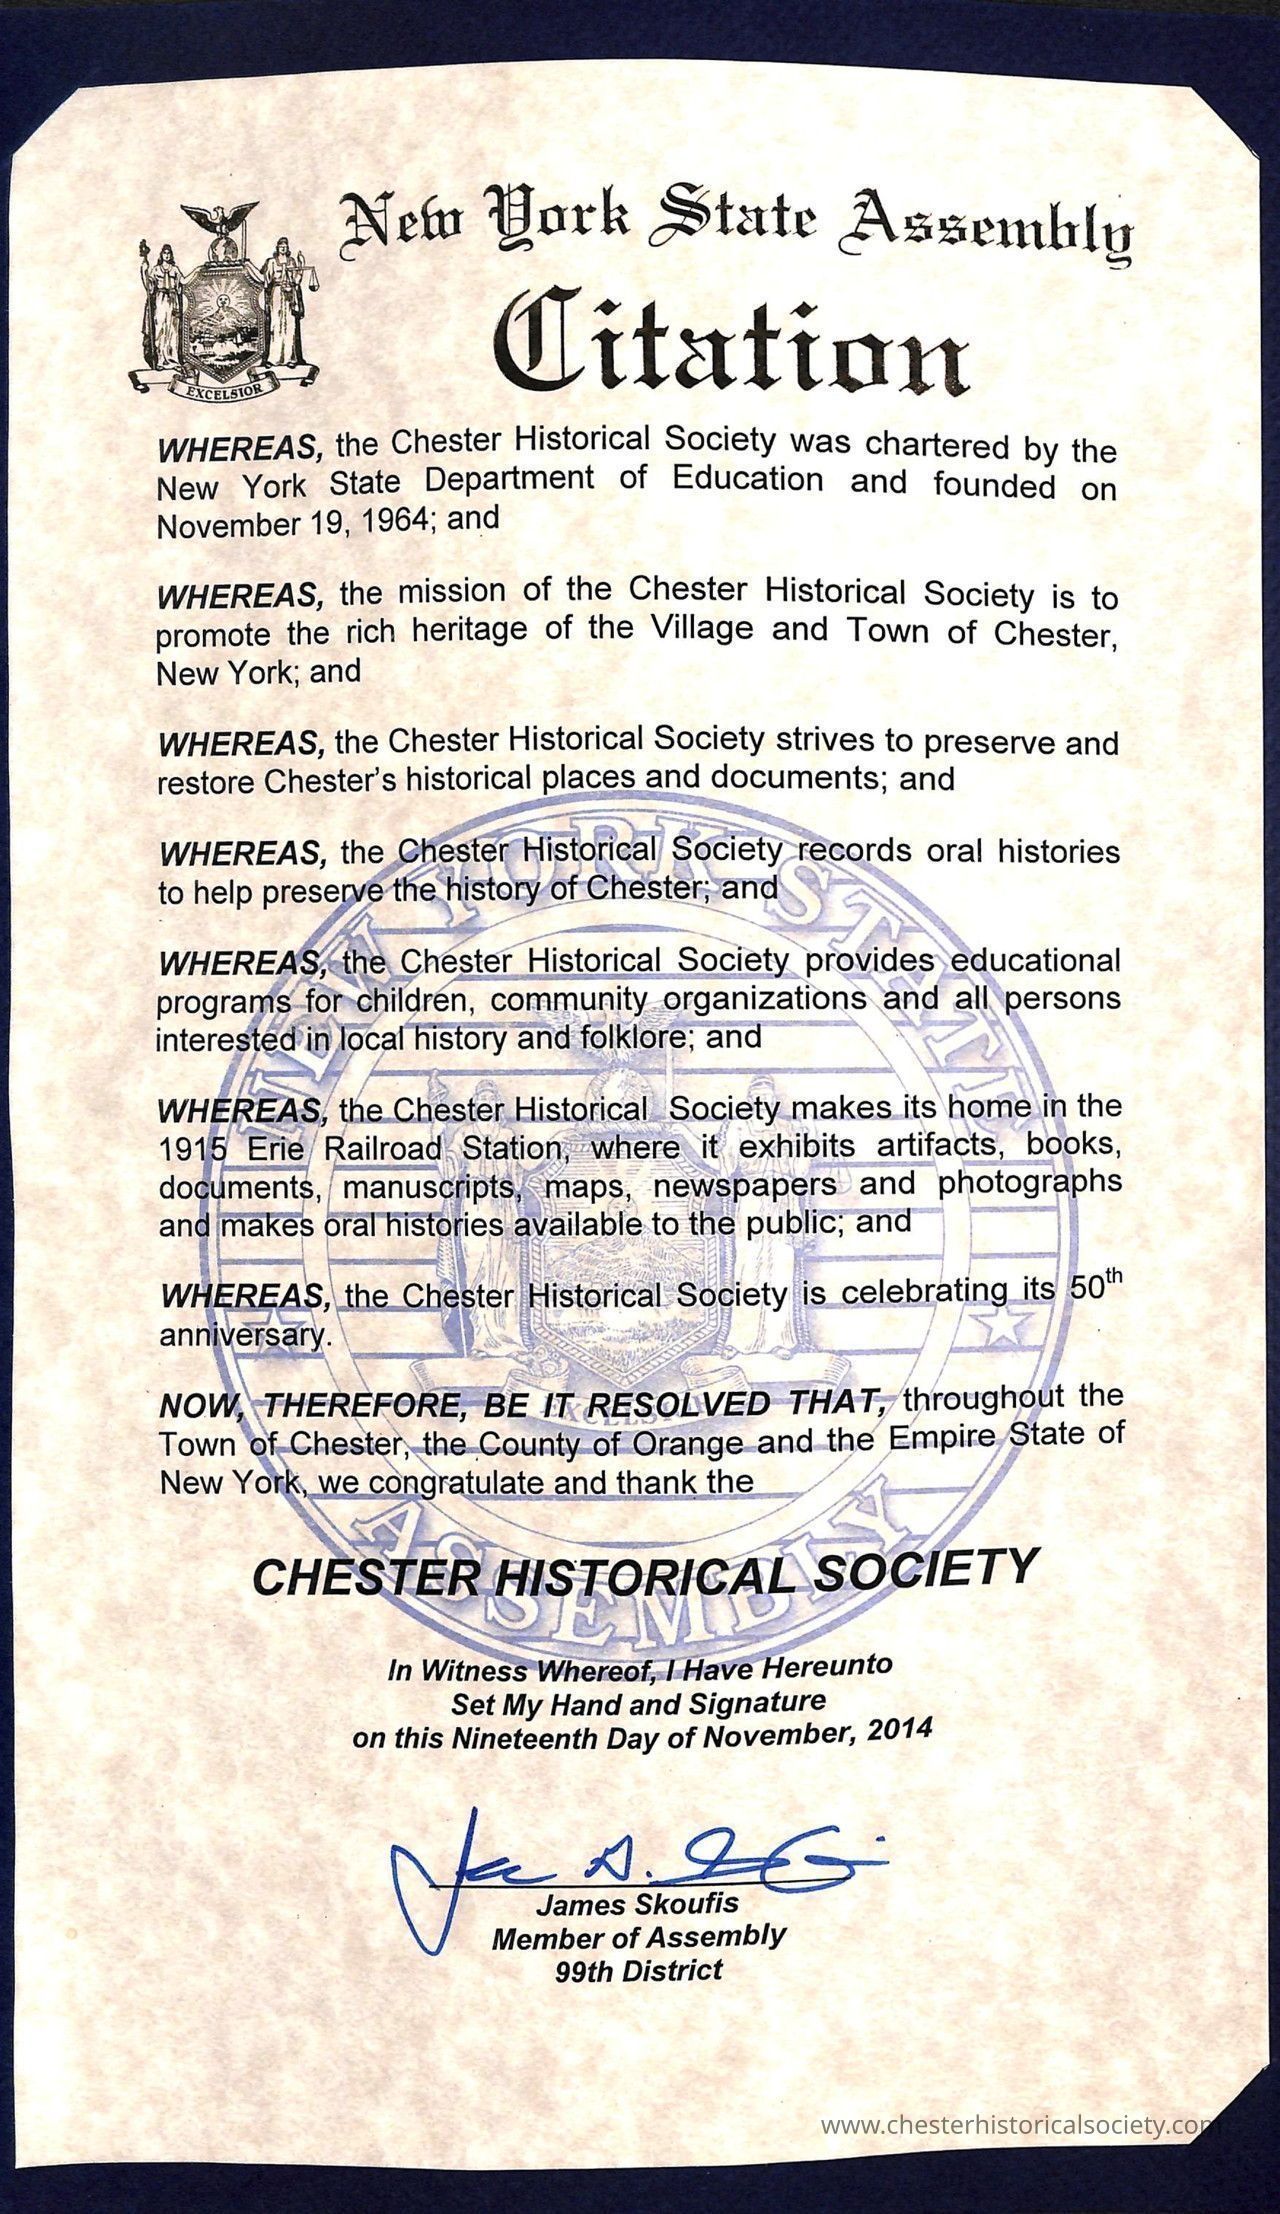 New York State Assembly
Citation
EXCELSIOR
WHEREAS, the Chester Historical Society was chartered by the
New York State Department of Education and founded on
November 19, 1964; and
WHEREAS, the mission of the Chester Historical Society is to
promote the rich heritage of the Village and Town of Chester,
New York; and
WHEREAS, the Chester Historical Society strives to preserve and
restore Chester's historical places and documents; and
WHEREAS, the Chester Historical Society records oral histories
to help preserve the history of Chester; and
WHEREAS, the Chester Historical Society provides educational
programs for children, community organizations and all persons
interested in local history and folklore; and
WHEREAS, the Chester Historical Society makes its home in the
1915 Erie Railroad Station, where it exhibits artifacts, books,
documents, manuscripts, maps, newspapers and photographs
and makes oral histories available to the public; and
WHEREAS, the Chester Historical Society is celebrating its 50th
anniversary.
NOW, THEREFORE, BE IT RESOLVED THAT, throughout the
Town of Chester, the County of Orange and the Empire State of
New York, we congratulate and thank the
CHESTER HISTORICAL SOCIETY
In Witness Whereof, I Have Hereunto
Set My Hand and Signature
on this Nineteenth Day of November, 2014
James Skoufis
Member of Assembly
99th District
NEW YORK STATE
EXCELSIOR
ASSEMBLY
www.chesterhistoricalsociety.com